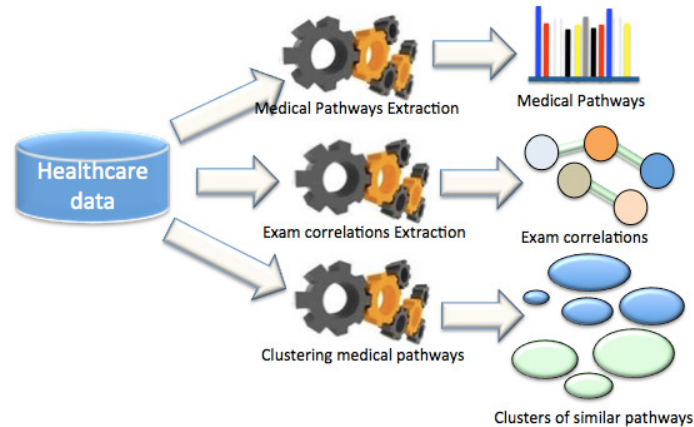 Healthcare
data
Medical Pathways Extraction
Medical Pathways
Exam correlations Extraction
Exam correlations
Clustering medical pathways
Clusters of similar pathways